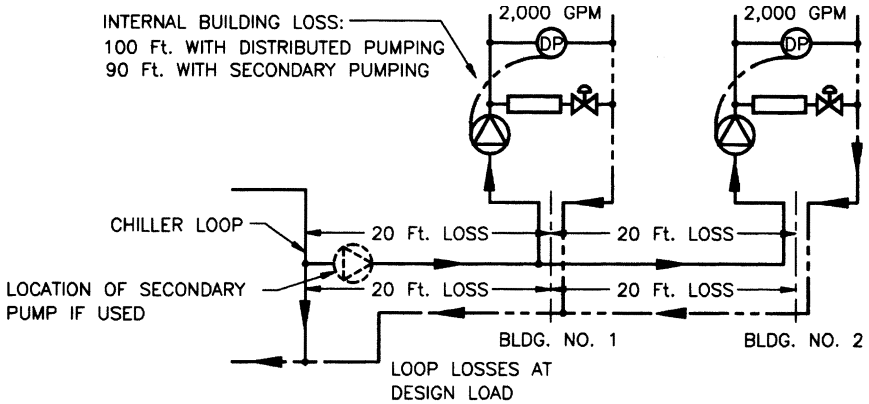 INTERNAL BUILDING LOSS:
100 Ft. WITH DISTRIBUTED PUMPING
90 Ft. WITH SECONDARY PUMPING
2,000 GPM
DP
2,000 GPM
DP
CHILLER LOOP
20 Ft. LOSS
20 Ft. LOSS
LOCATION OF SECONDARY
PUMP IF USED
20 Ft. LOSS
20 Ft. LOSS
BLDG. NO. 1
BLDG. NO. 2
LOOP LOSSES AT
DESIGN LOAD